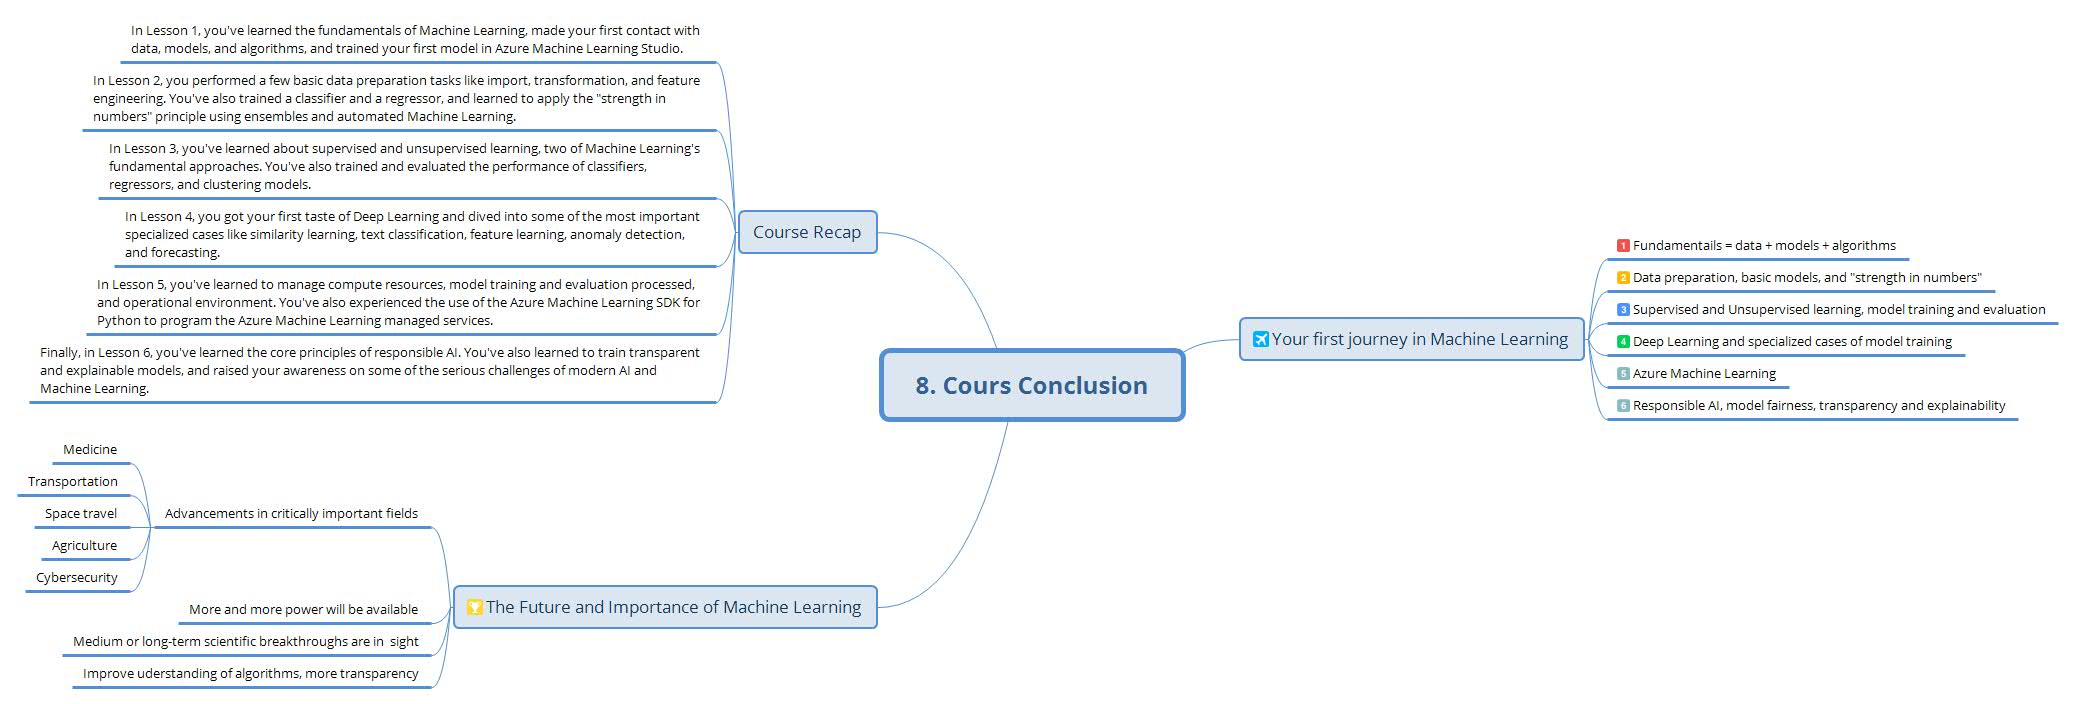 8. Cours Conclusion
Your first journey in Machine Learning
1 Fundamentails = data + models + algorithms
2 Data preparation, basic models, and "strength in numbers"
3 Supervised and Unsupervised learning, model training and evaluation
4 Deep Learning and specialized cases of model training
5 Azure Machine Learning
6 Responsible AI, model fairness, transparency and explainability
Course Recap
In Lesson 1, you've learned the fundamentals of Machine Learning, made your first contact with
data, models, and algorithms, and trained your first model in Azure Machine Learning Studio.
In Lesson 2, you performed a few basic data preparation tasks like import, transformation, and feature
engineering. You've also trained a classifier and a regressor, and learned to apply the "strength in
numbers" principle using ensembles and automated Machine Learning.
In Lesson 3, you've learned about supervised and unsupervised learning, two of Machine Learning's
fundamental approaches. You've also trained and evaluated the performance of classifiers,
regressors, and clustering models.
In Lesson 4, you got your first taste of Deep Learning and dived into some of the most important
specialized cases like similarity learning, text classification, feature learning, anomaly detection,
and forecasting.
In Lesson 5, you've learned to manage compute resources, model training and evaluation processed,
and operational environment. You've also experienced the use of the Azure Machine Learning SDK for
Python to program the Azure Machine Learning managed services.
Finally, in Lesson 6, you've learned the core principles of responsible AI. You've also learned to train transparent
and explainable models, and raised your awareness on some of the serious challenges of modern AI and
Machine Learning.
The Future and Importance of Machine Learning
Advancements in critically important fields
Medicine
Transportation
Space travel
Agriculture
Cybersecurity
More and more power will be available
Medium or long-term scientific breakthroughs are in  sight
Improve uderstanding of algorithms, more transparency